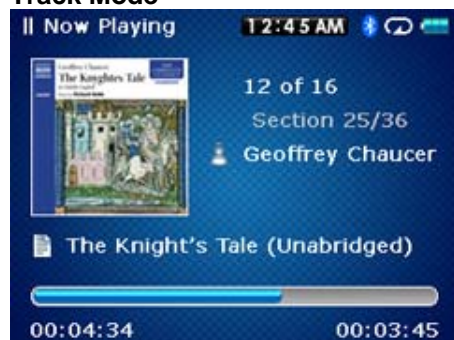 Track Mode
Now Playing
12:45 AM
Geoffrey Chaucer
The Knyghtes Tale
12 of 16
Section 25/36
Geoffrey Chaucer
The Knight's Tale (Unabridged)
00:04:34
00:03:45